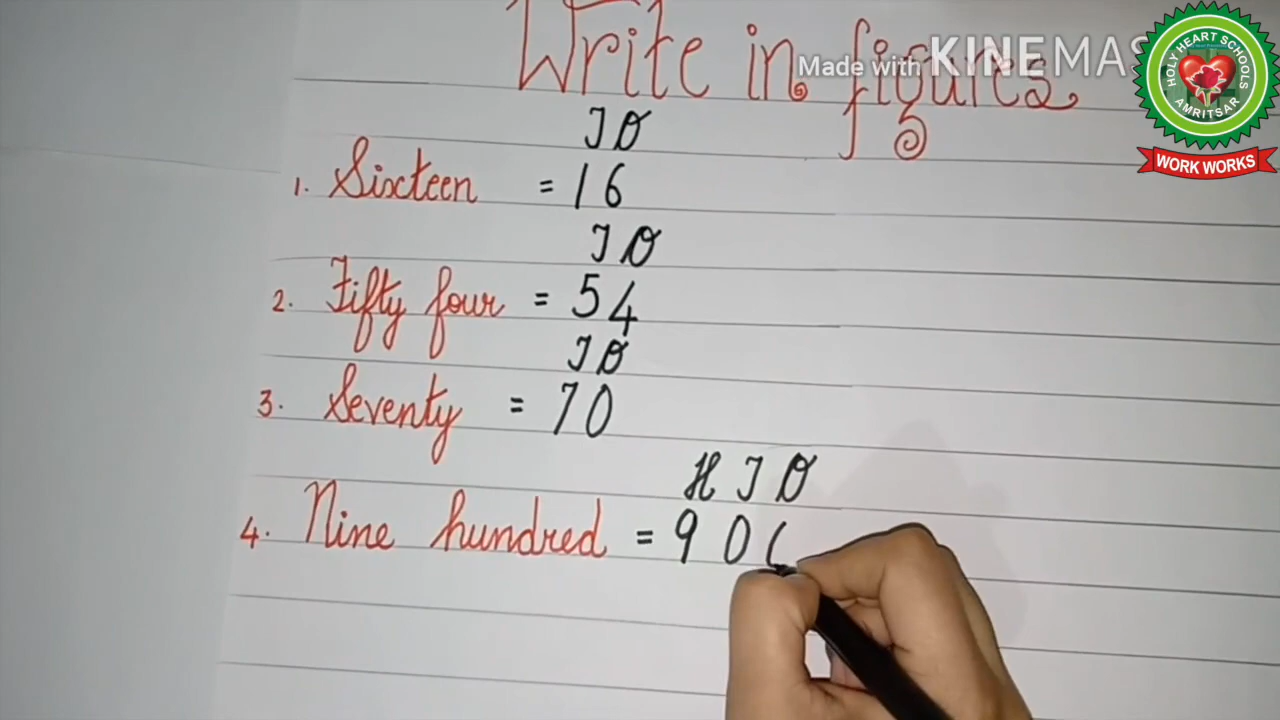 Write in figures
Made with KINEMAS
HOLY HEART SCHOOLS
AMRITSAR
WORK WORKS
T O
1. Sixteen = 16
T O
2. Fifty four = 54
T O
3. Seventy = 70
H T O
4. Nine hundred = 90